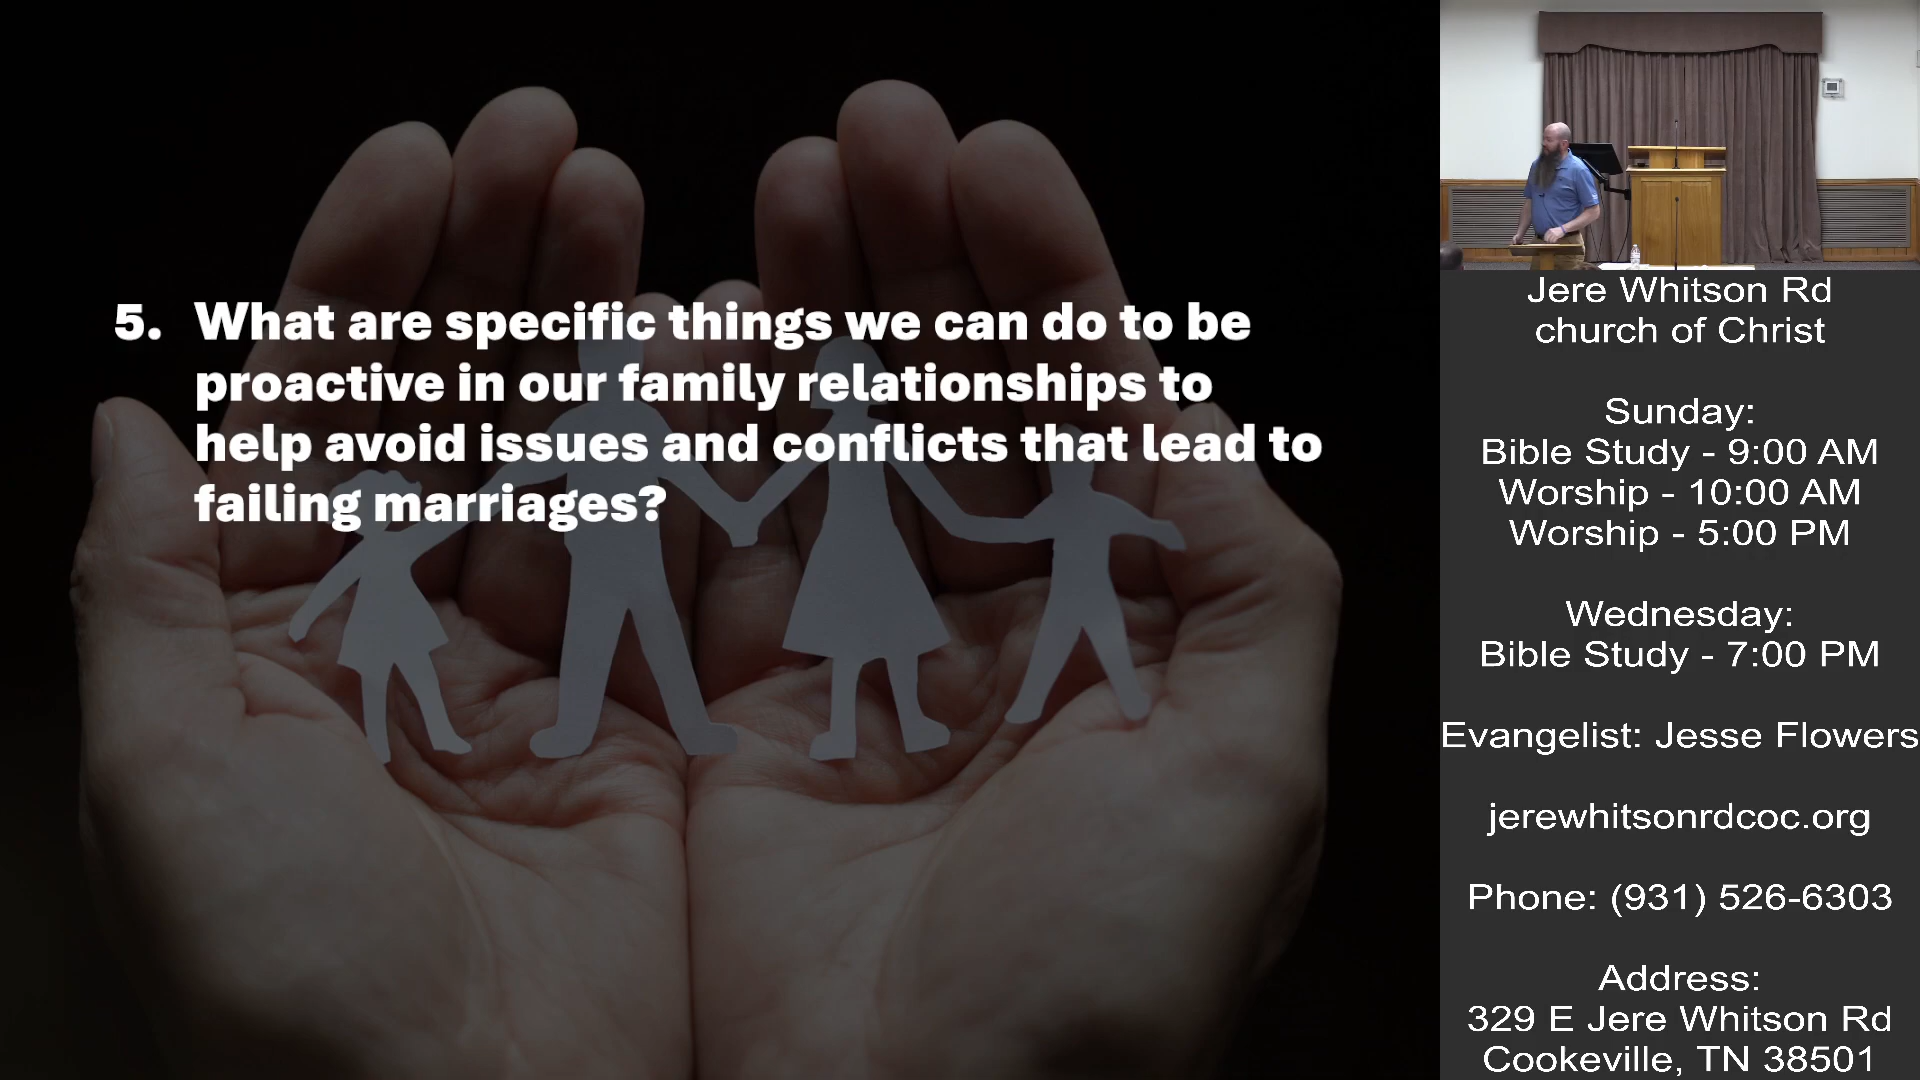 5. What are specific things we can do to be
proactive in our family relationships to
help avoid issues and conflicts that lead to
failing marriages?
Jere Whitson Rd
church of Christ
Sunday:
Bible Study - 9:00 AM
Worship - 10:00 AM
Worship - 5:00 PM
Wednesday:
Bible Study - 7:00 PM
Evangelist: Jesse Flowers
jerewhitsonrdcoc.org
Phone: (931) 526-6303
Address:
329 E Jere Whitson Rd
Cookeville, TN 38501